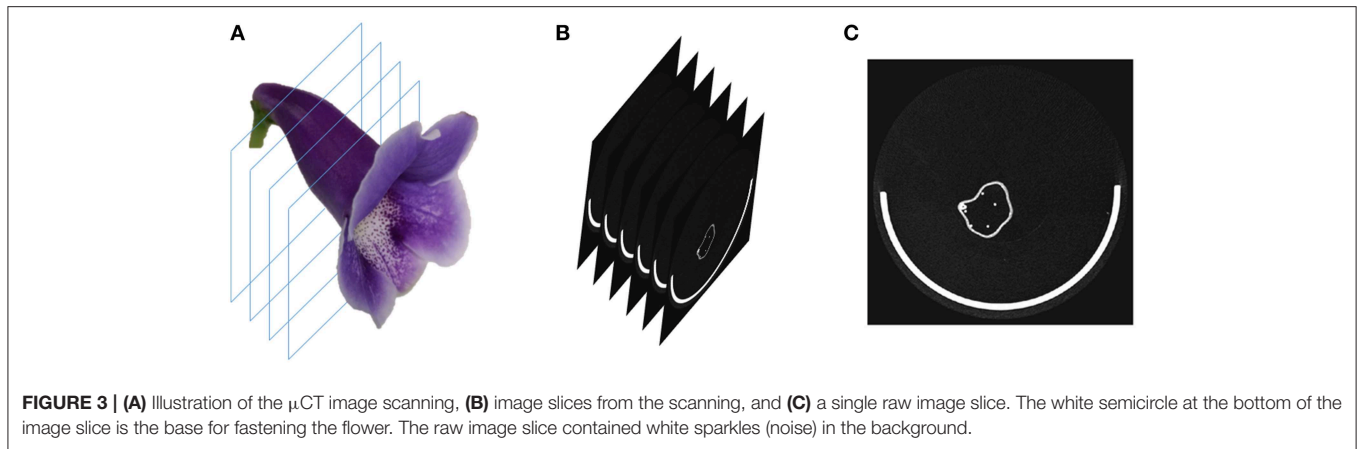 A
B
C
FIGURE 3 | (A) Illustration of the μCT image scanning, (B) image slices from the scanning, and (C) a single raw image slice. The white semicircle at the bottom of the
image slice is the base for fastening the flower. The raw image slice contained white sparkles (noise) in the background.